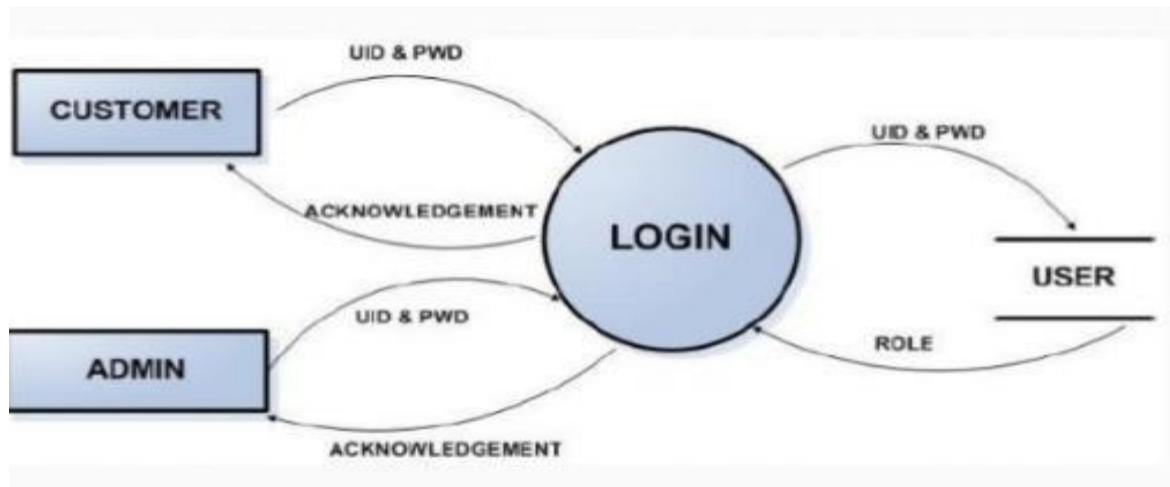 UID & PWD
CUSTOMER
UID & PWD
ACKNOWLEDGEMENT
LOGIN
USER
UID & PWD
ROLE
ADMIN
ACKNOWLEDGEMENT